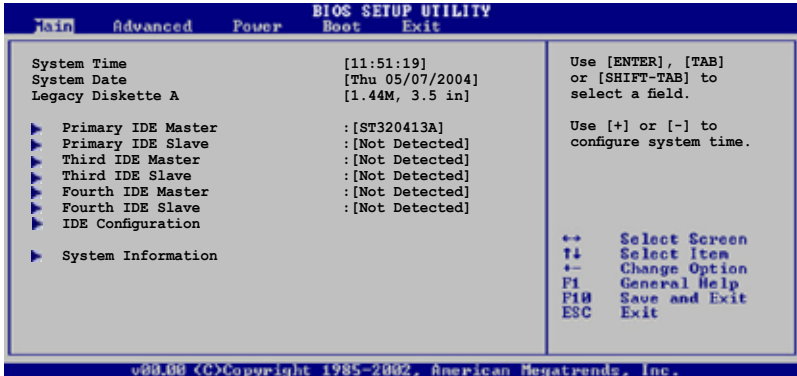 BIOS SETUP UTILITY
Main Advanced Power Boot Exit
System Time [11:51:19]
System Date [Thu 05/07/2004]
Legacy Diskette A [1.44M, 3.5 in]
Primary IDE Master :[ST320413A]
Primary IDE Slave :[Not Detected]
Third IDE Master :[Not Detected]
Third IDE Slave :[Not Detected]
Fourth IDE Master :[Not Detected]
Fourth IDE Slave :[Not Detected]
IDE Configuration
System Information
Use [ENTER], [TAB]
or [SHIFT-TAB] to
select a field.
Use [+] or [-] to
configure system time.
↔ Select Screen
↑↓ Select Item
+- Change Option
F1 General Help
F10 Save and Exit
ESC Exit
v00.00 (C)Copyright 1985-2002, American Megatrends, Inc.